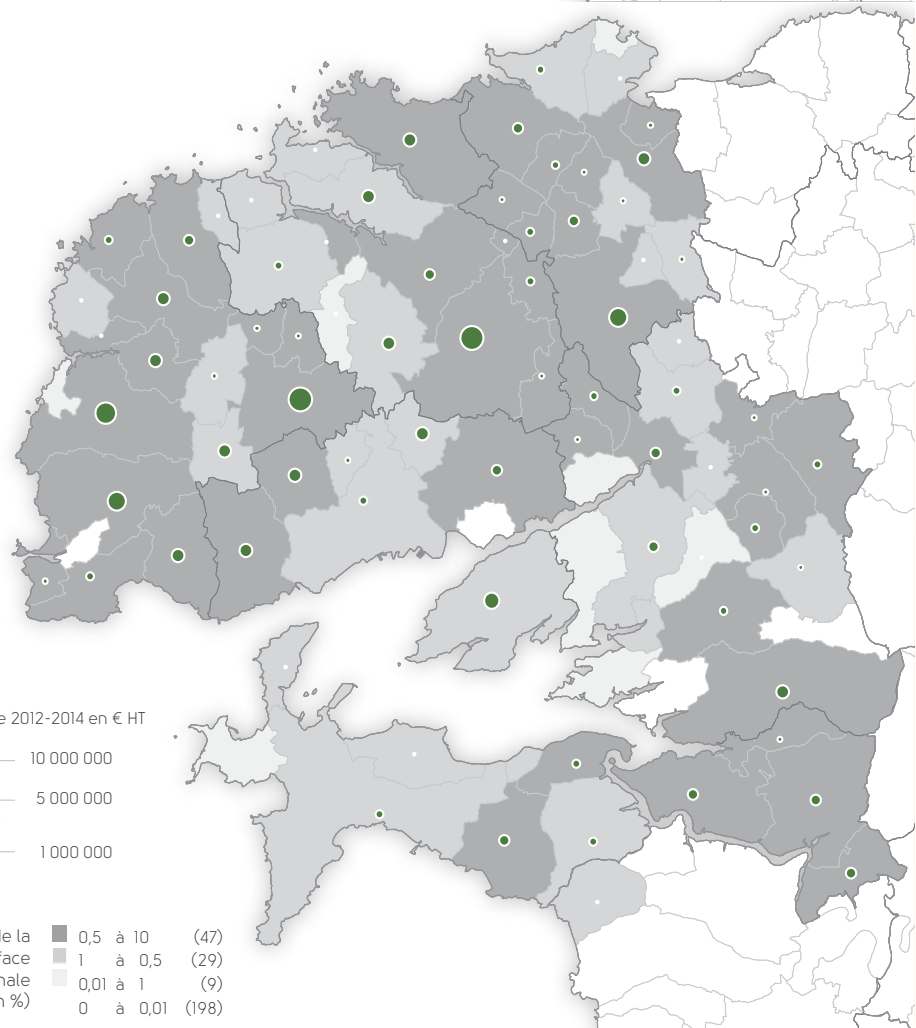 e 2012-2014 en € HT
10 000 000
5 000 000
1 000 000
de la
face
nale
n %)
0,5 à 10 (47)
1 à 0,5 (29)
0,01 à 1 (9)
0 à 0,01 (198)